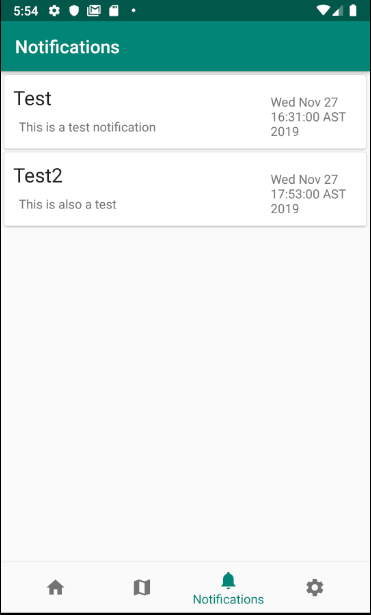 5:54
Notifications
Test
This is a test notification
Wed Nov 27
16:31:00 AST
2019
Test2
This is also a test
Wed Nov 27
17:53:00 AST
2019
Notifications